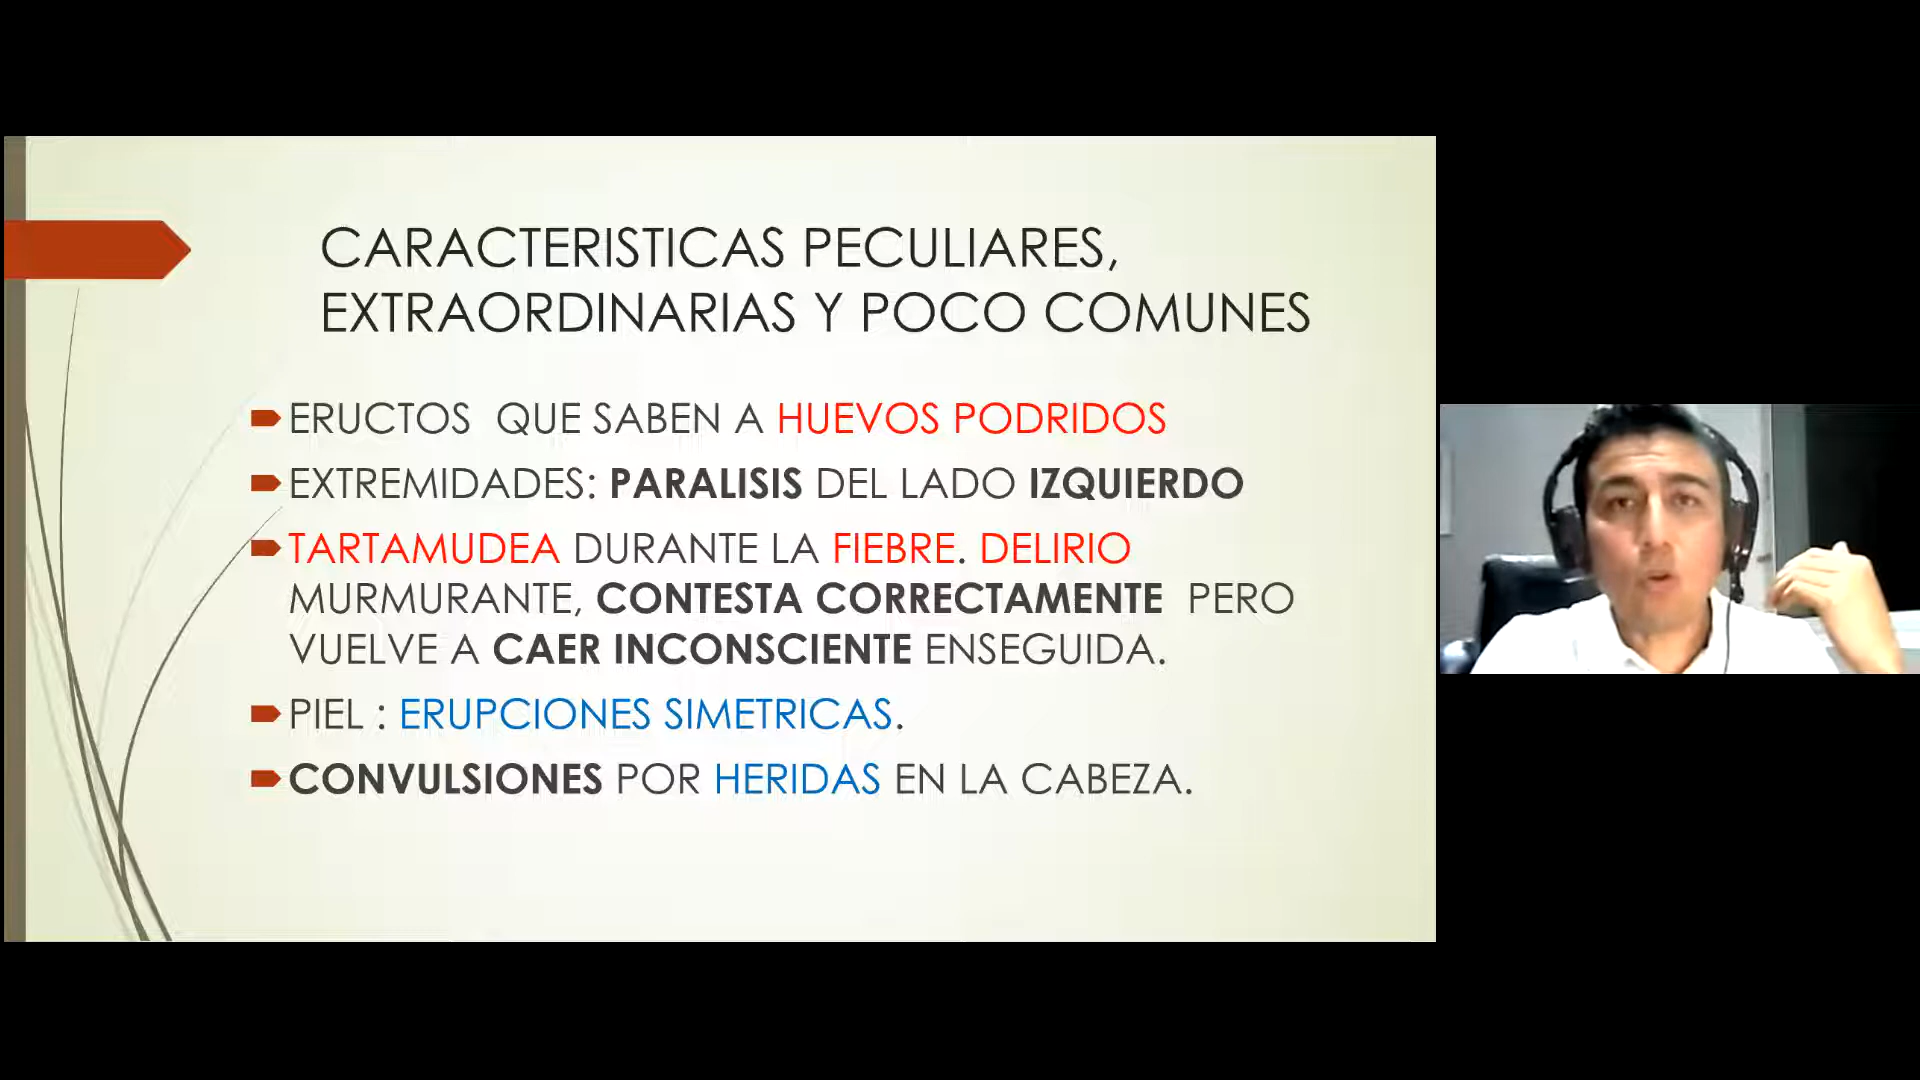 CARACTERISTICAS PECULIARES,
EXTRAORDINARIAS Y POCO COMUNES
ERUCTOS QUE SABEN A HUEVOS PODRIDOS
EXTREMIDADES: PARALISIS DEL LADO IZQUIERDO
TARTAMUDEA DURANTE LA FIEBRE. DELIRIO
MURMURANTE, CONTESTA CORRECTAMENTE PERO
VUELVE A CAER INCONSCIENTE ENSEGUIDA.
PIEL : ERUPCIONES SIMETRICAS.
CONVULSIONES POR HERIDAS EN LA CABEZA.